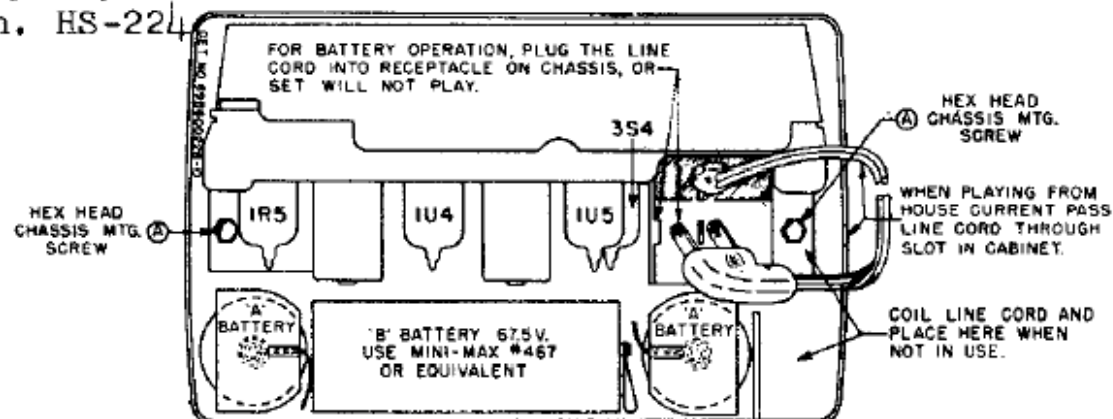 n. HS-224
FOR BATTERY OPERATION, PLUG THE LINE
CORD INTO RECEPTACLE ON CHASSIS, OR
SET WILL NOT PLAY.
3S4
HEX HEAD
CHASSIS MTG.
SCREW
A
HEX HEAD
CHASSIS MTG.
SCREW
A
1R5
1U4
1U5
WHEN PLAYING FROM
HOUSE CURRENT PASS
LINE CORD THROUGH
SLOT IN CABINET.
'A'
BATTERY
'B' BATTERY 67.5V.
USE MINI-MAX #467
OR EQUIVALENT
'A'
BATTERY
COIL LINE CORD AND
PLACE HERE WHEN
NOT IN USE.